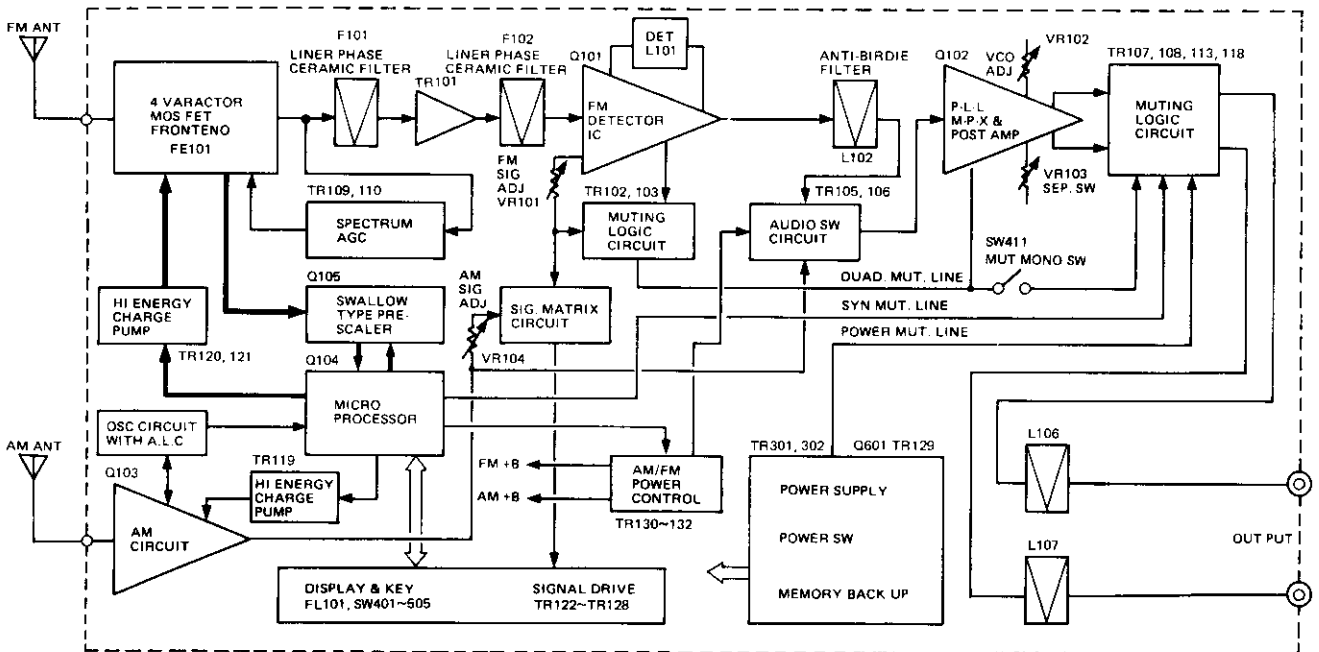 FM ANT
F101
LINER PHASE
CERAMIC FILTER
TR101
F102
LINER PHASE
CERAMIC FILTER
Q101
DET
L101
ANTI-BIRDIE
FILTER
L102
Q102
VR102
VCO
ADJ
TR107, 108, 113, 118
4 VARACTOR
MOS FET
FRONTENO
FE101
FM
DETECTOR
IC
P·L·L
M·P·X &
POST AMP
MUTING
LOGIC
CIRCUIT
VR103
SEP. SW
TR109, 110
SPECTRUM
AGC
FM
SIG
ADJ
VR101
TR102, 103
MUTING
LOGIC
CIRCUIT
TR105, 106
AUDIO SW
CIRCUIT
SW411
MUT MONO SW
QUAD. MUT. LINE
SYN MUT. LINE
POWER MUT. LINE
HI ENERGY
CHARGE
PUMP
TR120, 121
Q105
SWALLOW
TYPE PRE-
SCALER
AM
SIG
ADJ
VR104
SIG. MATRIX
CIRCUIT
Q104
MICRO
PROCESSOR
OSC CIRCUIT
WITH A.L.C
AM ANT
Q103
AM
CIRCUIT
TR119
HI ENERGY
CHARGE
PUMP
FM +B
AM +B
AM/FM
POWER
CONTROL
TR130~132
TR301, 302 Q601 TR129
POWER SUPPLY
POWER SW
MEMORY BACK UP
L106
L107
OUT PUT
DISPLAY & KEY
FL101, SW401~505
SIGNAL DRIVE
TR122~TR128